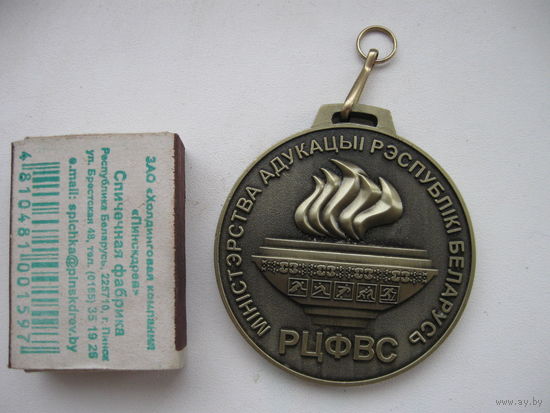 ЗАО «Холдинговая компания
«Пинскдрев»
Спичечная фабрика
Республика Беларусь, 225710, г. Пинск
ул. Брестская 48, тел. (0165) 35 19 26
e.mail: spichka@pinskdrev.by
4810481001597
МІНІСТЭРСТВА АДУКАЦЫІ РЭСПУБЛІКІ БЕЛАРУСЬ
РЦФВС
www.ay.by